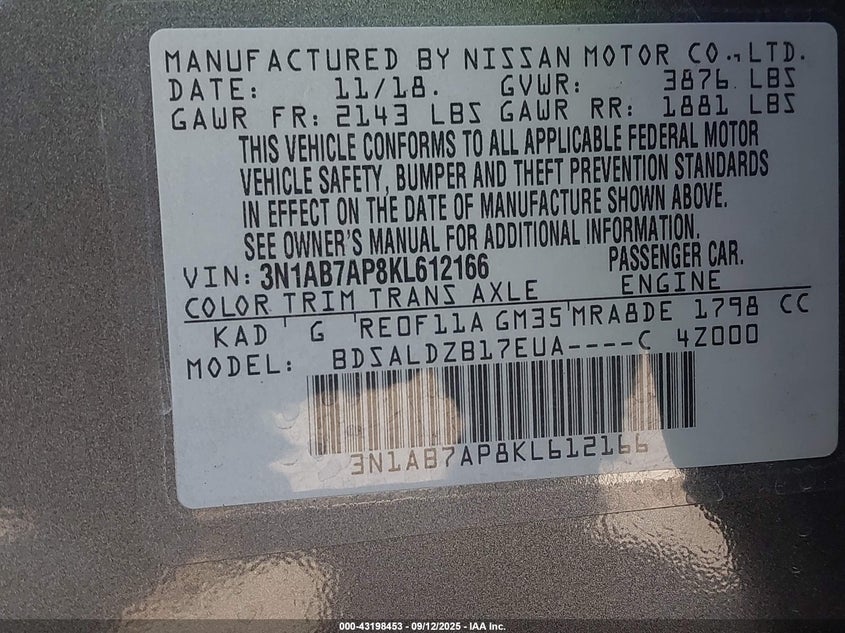 MANUFACTURED BY NISSAN MOTOR CO., LTD.
DATE: 11/18. GVWR: 3876 LBS
GAWR FR: 2143 LBS GAWR RR: 1881 LBS
THIS VEHICLE CONFORMS TO ALL APPLICABLE FEDERAL MOTOR
VEHICLE SAFETY, BUMPER AND THEFT PREVENTION STANDARDS
IN EFFECT ON THE DATE OF MANUFACTURE SHOWN ABOVE.
SEE OWNER'S MANUAL FOR ADDITIONAL INFORMATION.
VIN: 3N1AB7AP8KL612166 PASSENGER CAR.
COLOR TRIM TRANS AXLE ENGINE
KAD G RE0F11A GM35 MRA8DE 1798 CC
MODEL: BDSALDZB17EUA----C 4Z000
3N1AB7AP8KL612166
000-43198453 - 09/12/2025 - IAA Inc.